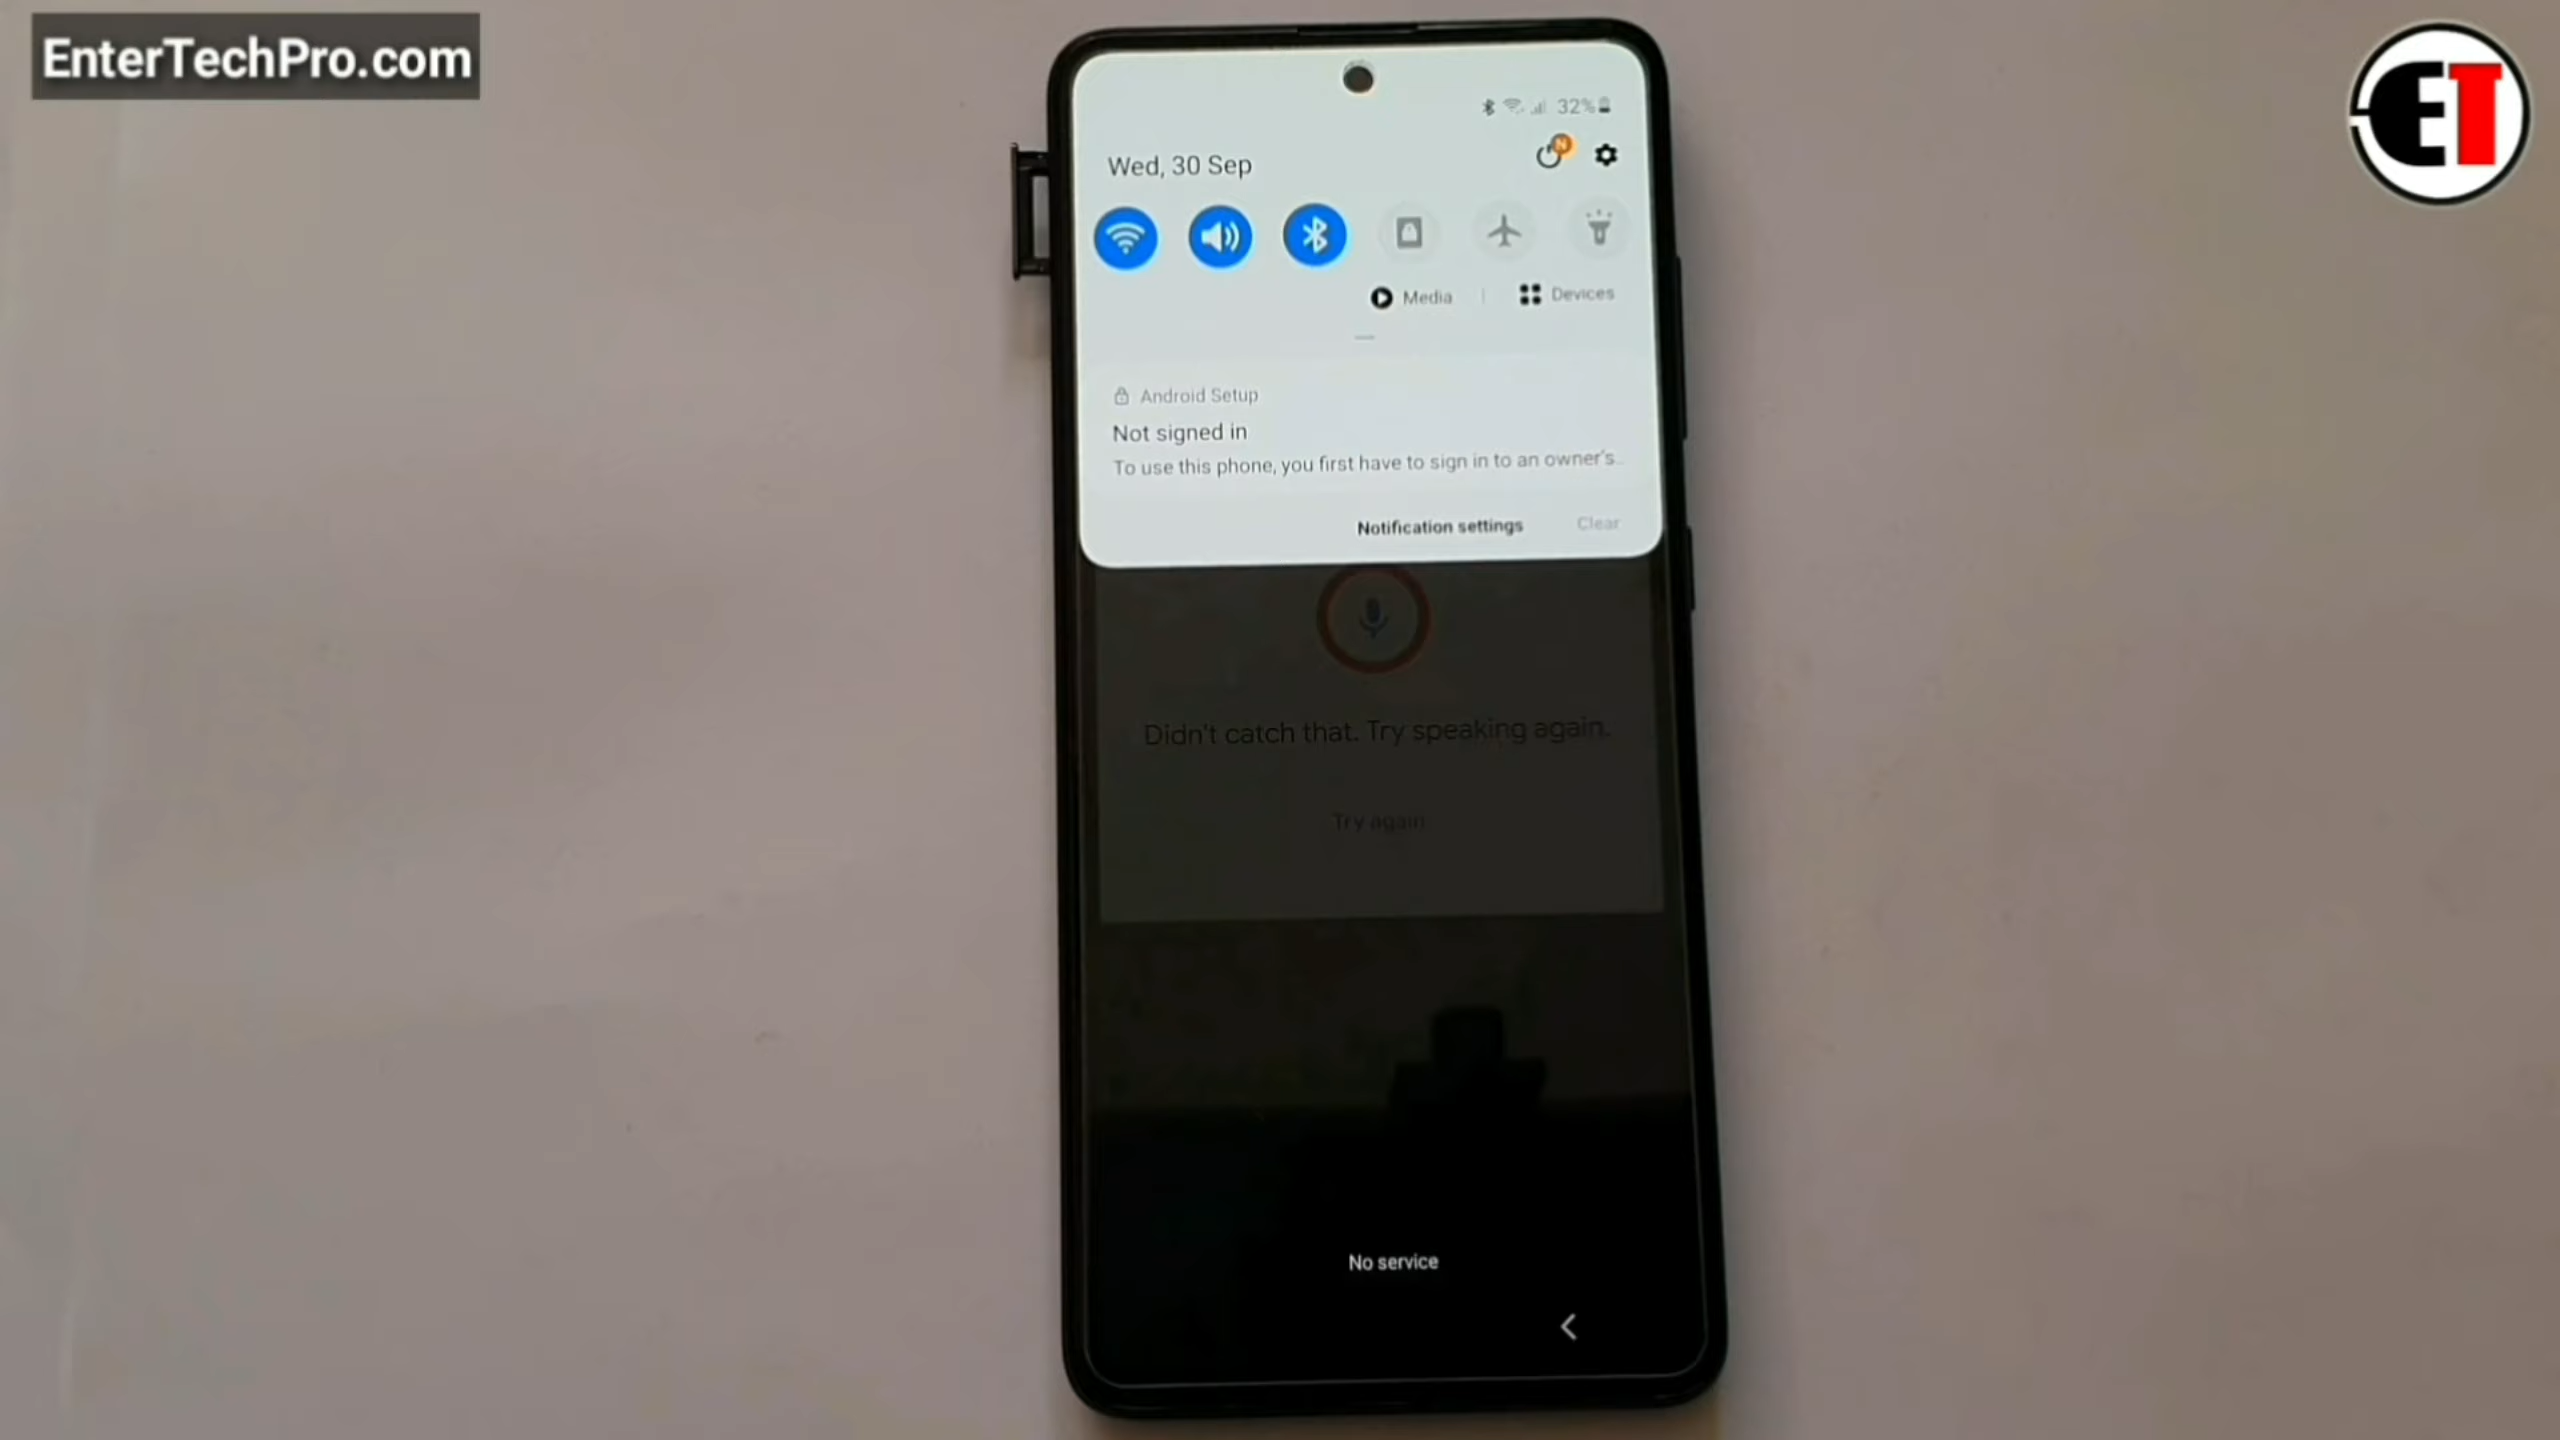 EnterTechPro.com
ET
32%
N
Wed, 30 Sep
Media
Devices
Android Setup
Not signed in
To use this phone, you first have to sign in to an owner's..
Notification settings
Clear
Didn't catch that. Try speaking again.
Try again
No service